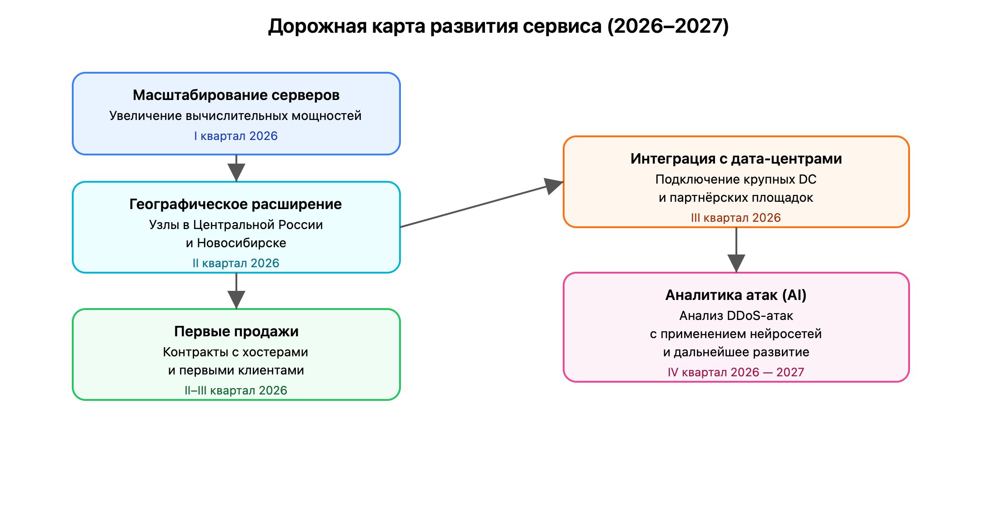 Дорожная карта развития сервиса (2026–2027)
Масштабирование серверов
Увеличение вычислительных мощностей
I квартал 2026
Географическое расширение
Узлы в Центральной России
и Новосибирске
II квартал 2026
Первые продажи
Контракты с хостерами
и первыми клиентами
II–III квартал 2026
Интеграция с дата-центрами
Подключение крупных DC
и партнёрских площадок
III квартал 2026
Аналитика атак (AI)
Анализ DDoS-атак
с применением нейросетей
и дальнейшее развитие
IV квартал 2026 — 2027